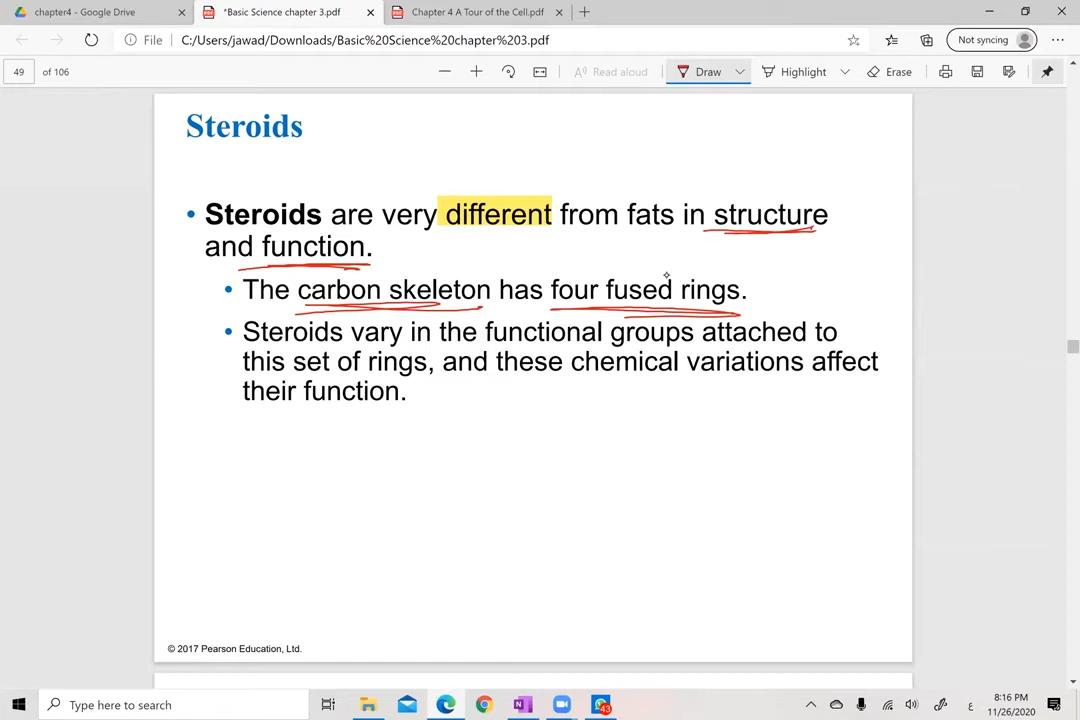 chapter4 - Google Drive
*Basic Science chapter 3.pdf
Chapter 4 A Tour of the Cell.pdf
File
C:/Users/jawad/Downloads/Basic%20Science%20chapter%203.pdf
Not syncing
49 of 106
Read aloud
Draw
Highlight
Erase
Steroids
• Steroids are very different from fats in structure
and function.
• The carbon skeleton has four fused rings.
• Steroids vary in the functional groups attached to
this set of rings, and these chemical variations affect
their function.
© 2017 Pearson Education, Ltd.
Type here to search
43
ع
8:16 PM
11/26/2020